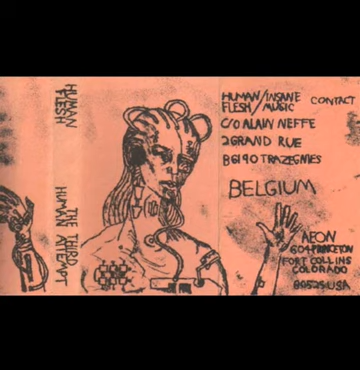 HUMAN
FLESH
THE THIRD
HUMAN ATEMPT
HUMAN/INSANE
FLESH/MUSIC
CONTACT
C/O ALAIN NEFFE
2 GRAND RUE
B6190 TRAZEGNIES
BELGIUM
AEON
604 PRINCETON
FORT COLLINS
COLORADO
80525 USA